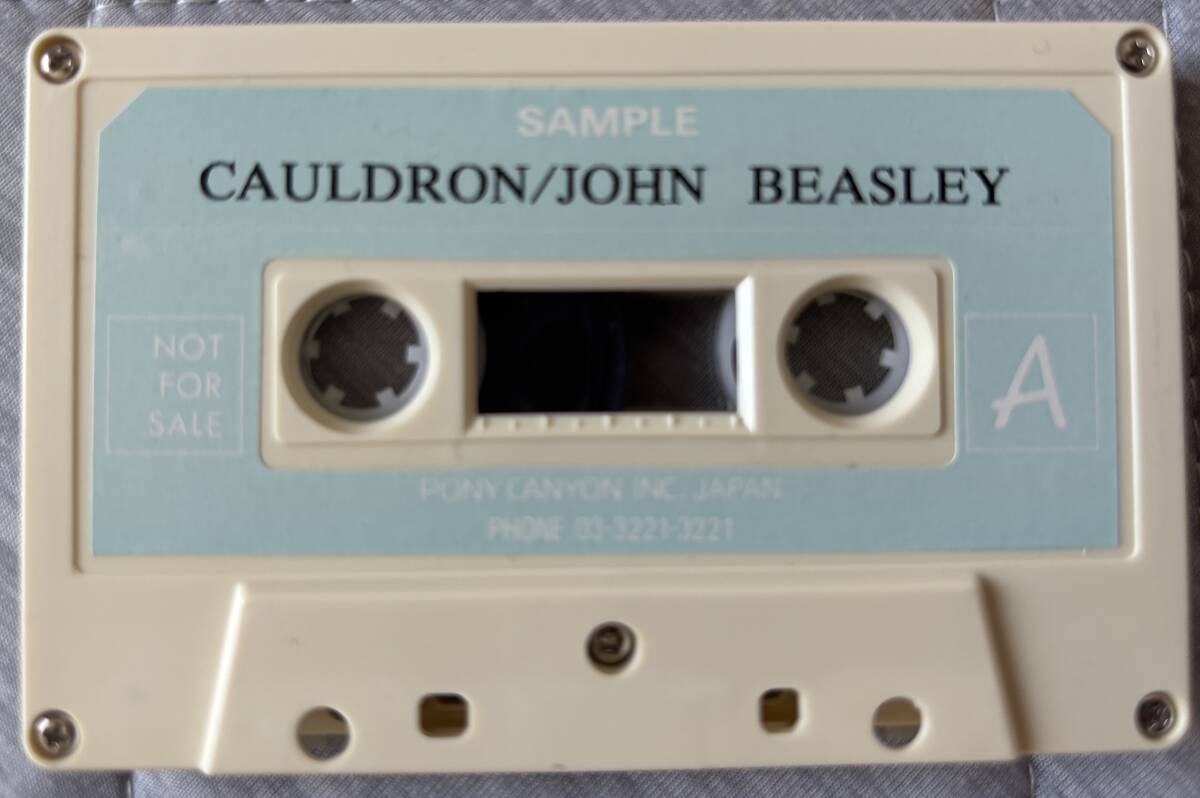 SAMPLE
CAULDRON/JOHN BEASLEY
NOT
FOR
SALE
A
PONY CANYON INC. JAPAN
PHONE 03-3221-3221